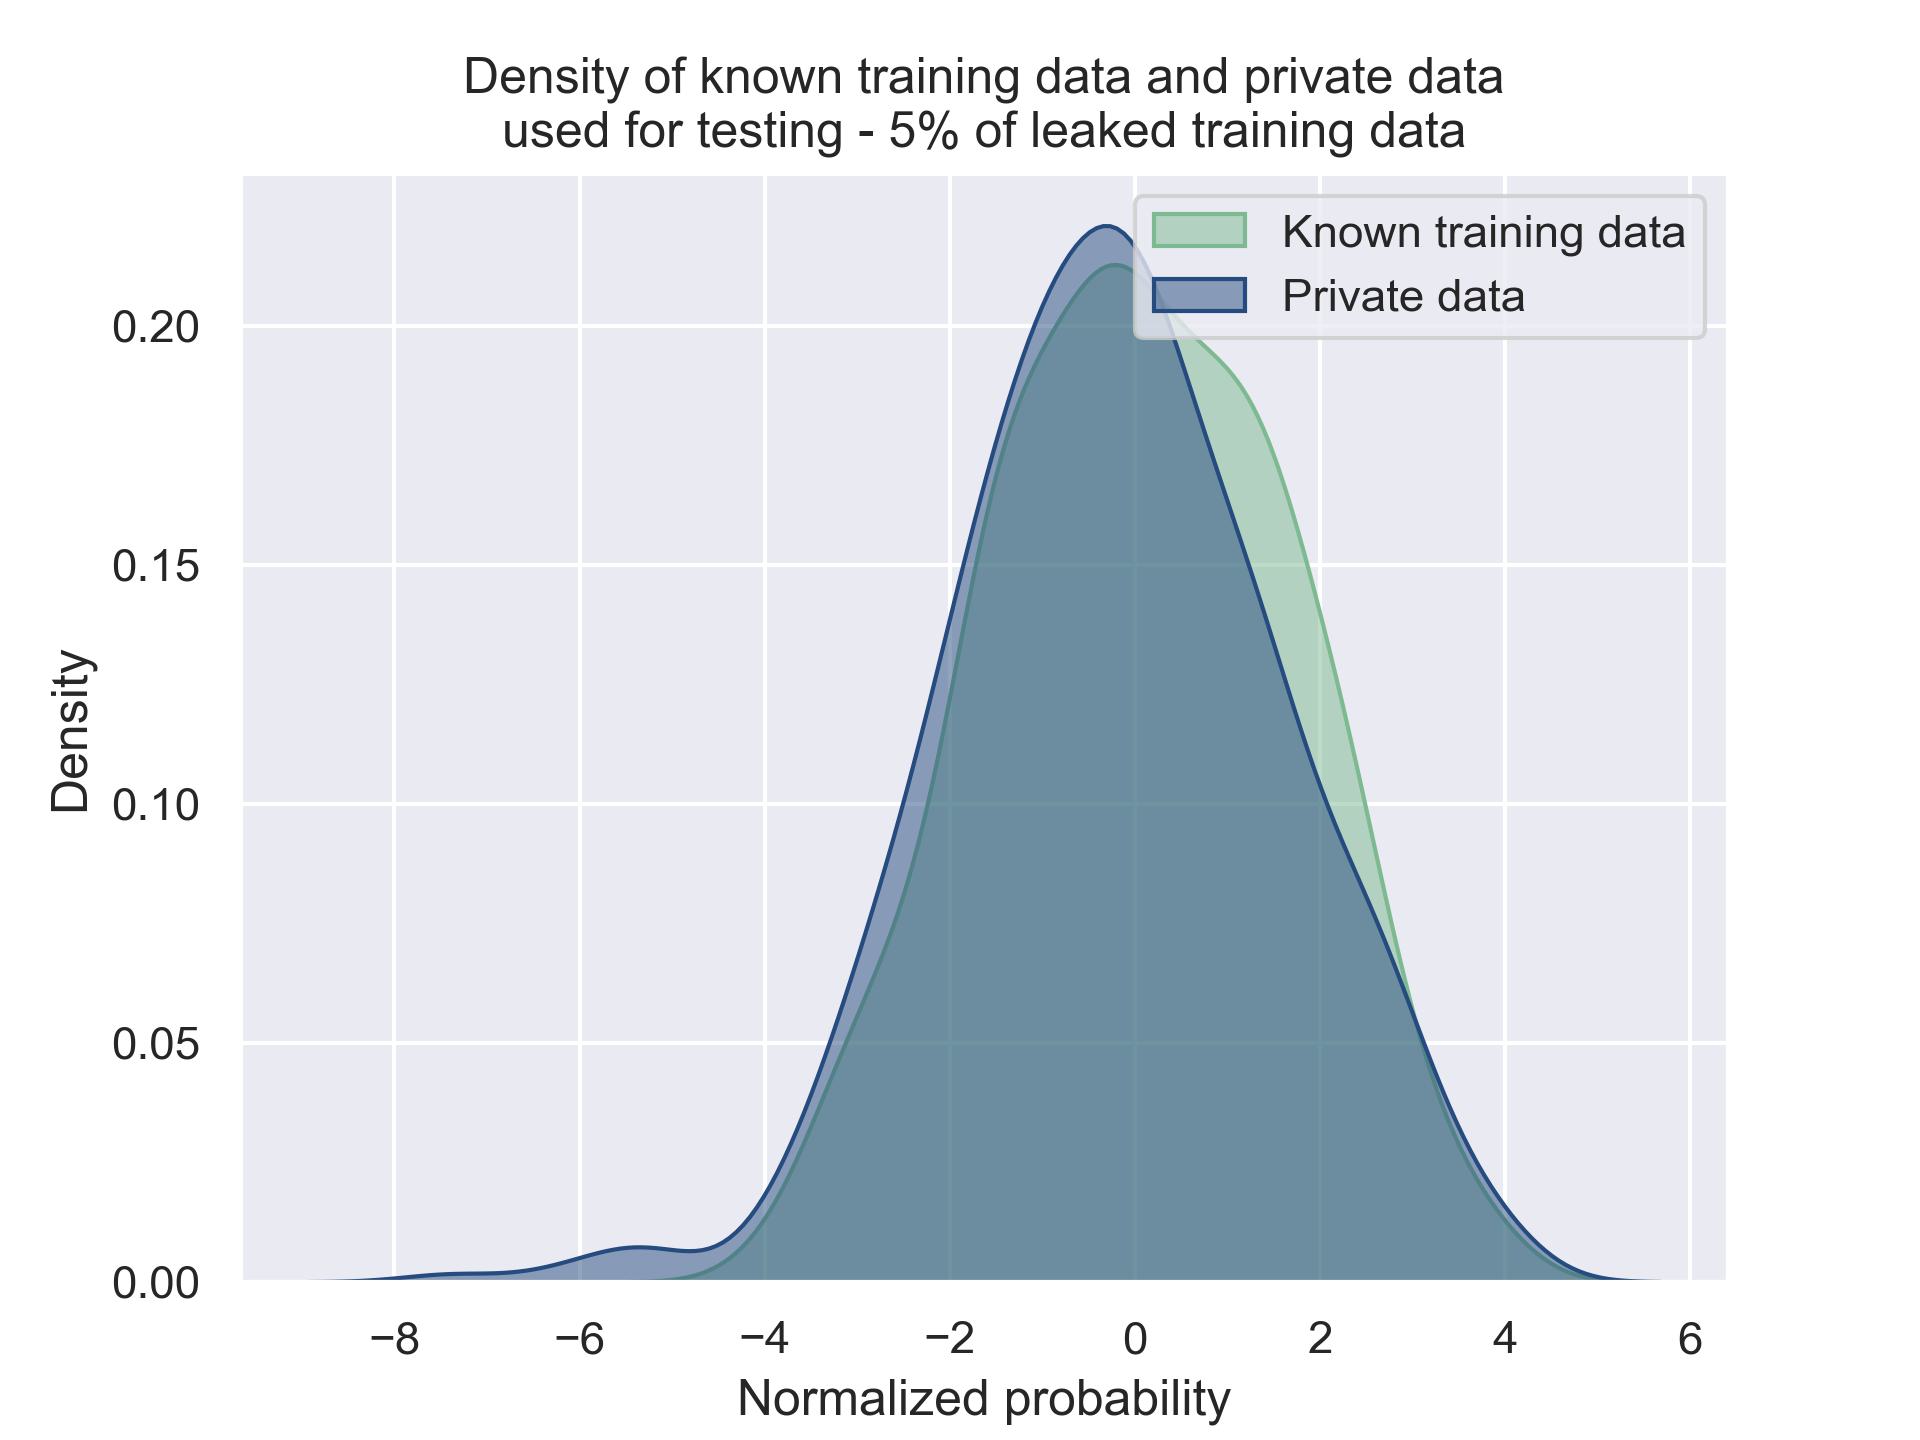 Density of known training data and private data
used for testing - 5% of leaked training data
Known training data
Private data
Density
0.20
0.15
0.10
0.05
0.00
−8 −6 −4 −2 0 2 4 6
Normalized probability